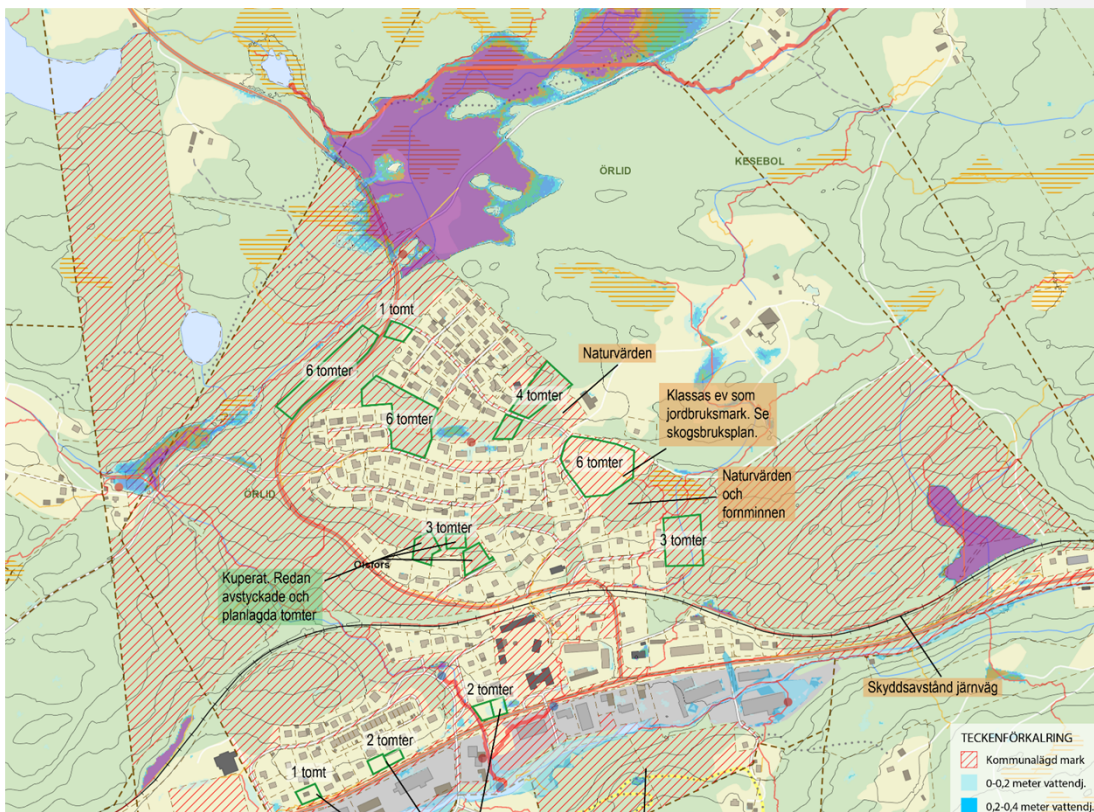 ÖRLID
KESEBOL
1 tomt
6 tomter
6 tomter
4 tomter
Naturvärden
Klassas ev som
jordbruksmark. Se
skogsbruksplan.
6 tomter
Naturvärden
och
fornminnen
ÖRLID
3 tomter
3 tomter
Olsfors
Kuperat. Redan
avstyckade och
planlagda tomter
Skyddsavstånd järnväg
2 tomter
2 tomter
1 tomt
TECKENFÖRKALRING
Kommunalägd mark
0-0,2 meter vattendj.
0,2-0,4 meter vattendj.